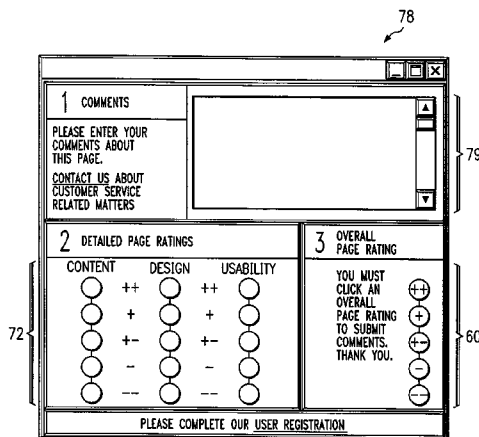 78
1 COMMENTS
PLEASE ENTER YOUR
COMMENTS ABOUT
THIS PAGE.
CONTACT US ABOUT
CUSTOMER SERVICE
RELATED MATTERS
79
2 DETAILED PAGE RATINGS
CONTENT DESIGN USABILITY
++ ++
+ +
+- +-
- -
-- --
72
3 OVERALL
PAGE RATING
YOU MUST
CLICK AN
OVERALL
PAGE RATING
TO SUBMIT
COMMENTS.
THANK YOU.
++
+
+-
-
--
60
PLEASE COMPLETE OUR USER REGISTRATION